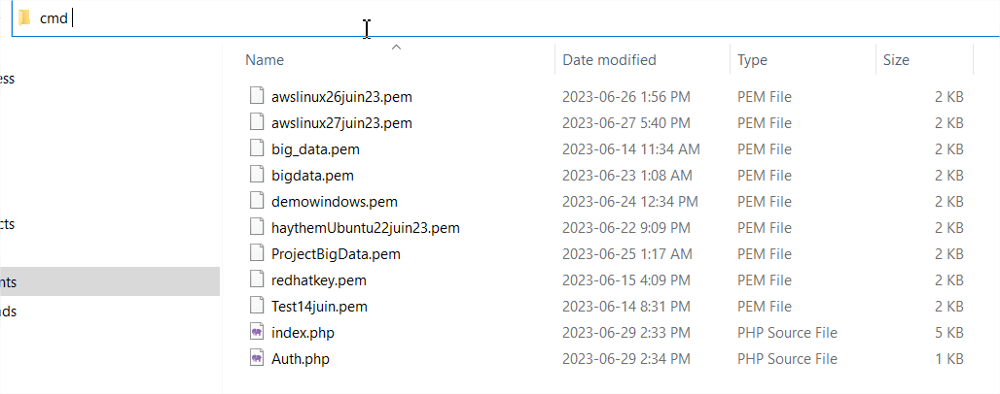 cmd
Name Date modified Type Size
ess
awslinux26juin23.pem 2023-06-26 1:56 PM PEM File 2 KB
awslinux27juin23.pem 2023-06-27 5:40 PM PEM File 2 KB
big_data.pem 2023-06-14 11:34 AM PEM File 2 KB
bigdata.pem 2023-06-23 1:08 AM PEM File 2 KB
demowindows.pem 2023-06-24 12:34 PM PEM File 2 KB
cts
haythemUbuntu22juin23.pem 2023-06-22 9:09 PM PEM File 2 KB
ProjectBigData.pem 2023-06-25 1:17 AM PEM File 2 KB
nts
redhatkey.pem 2023-06-15 4:09 PM PEM File 2 KB
ads
Test14juin.pem 2023-06-14 8:31 PM PEM File 2 KB
index.php 2023-06-29 2:33 PM PHP Source File 5 KB
Auth.php 2023-06-29 2:34 PM PHP Source File 1 KB